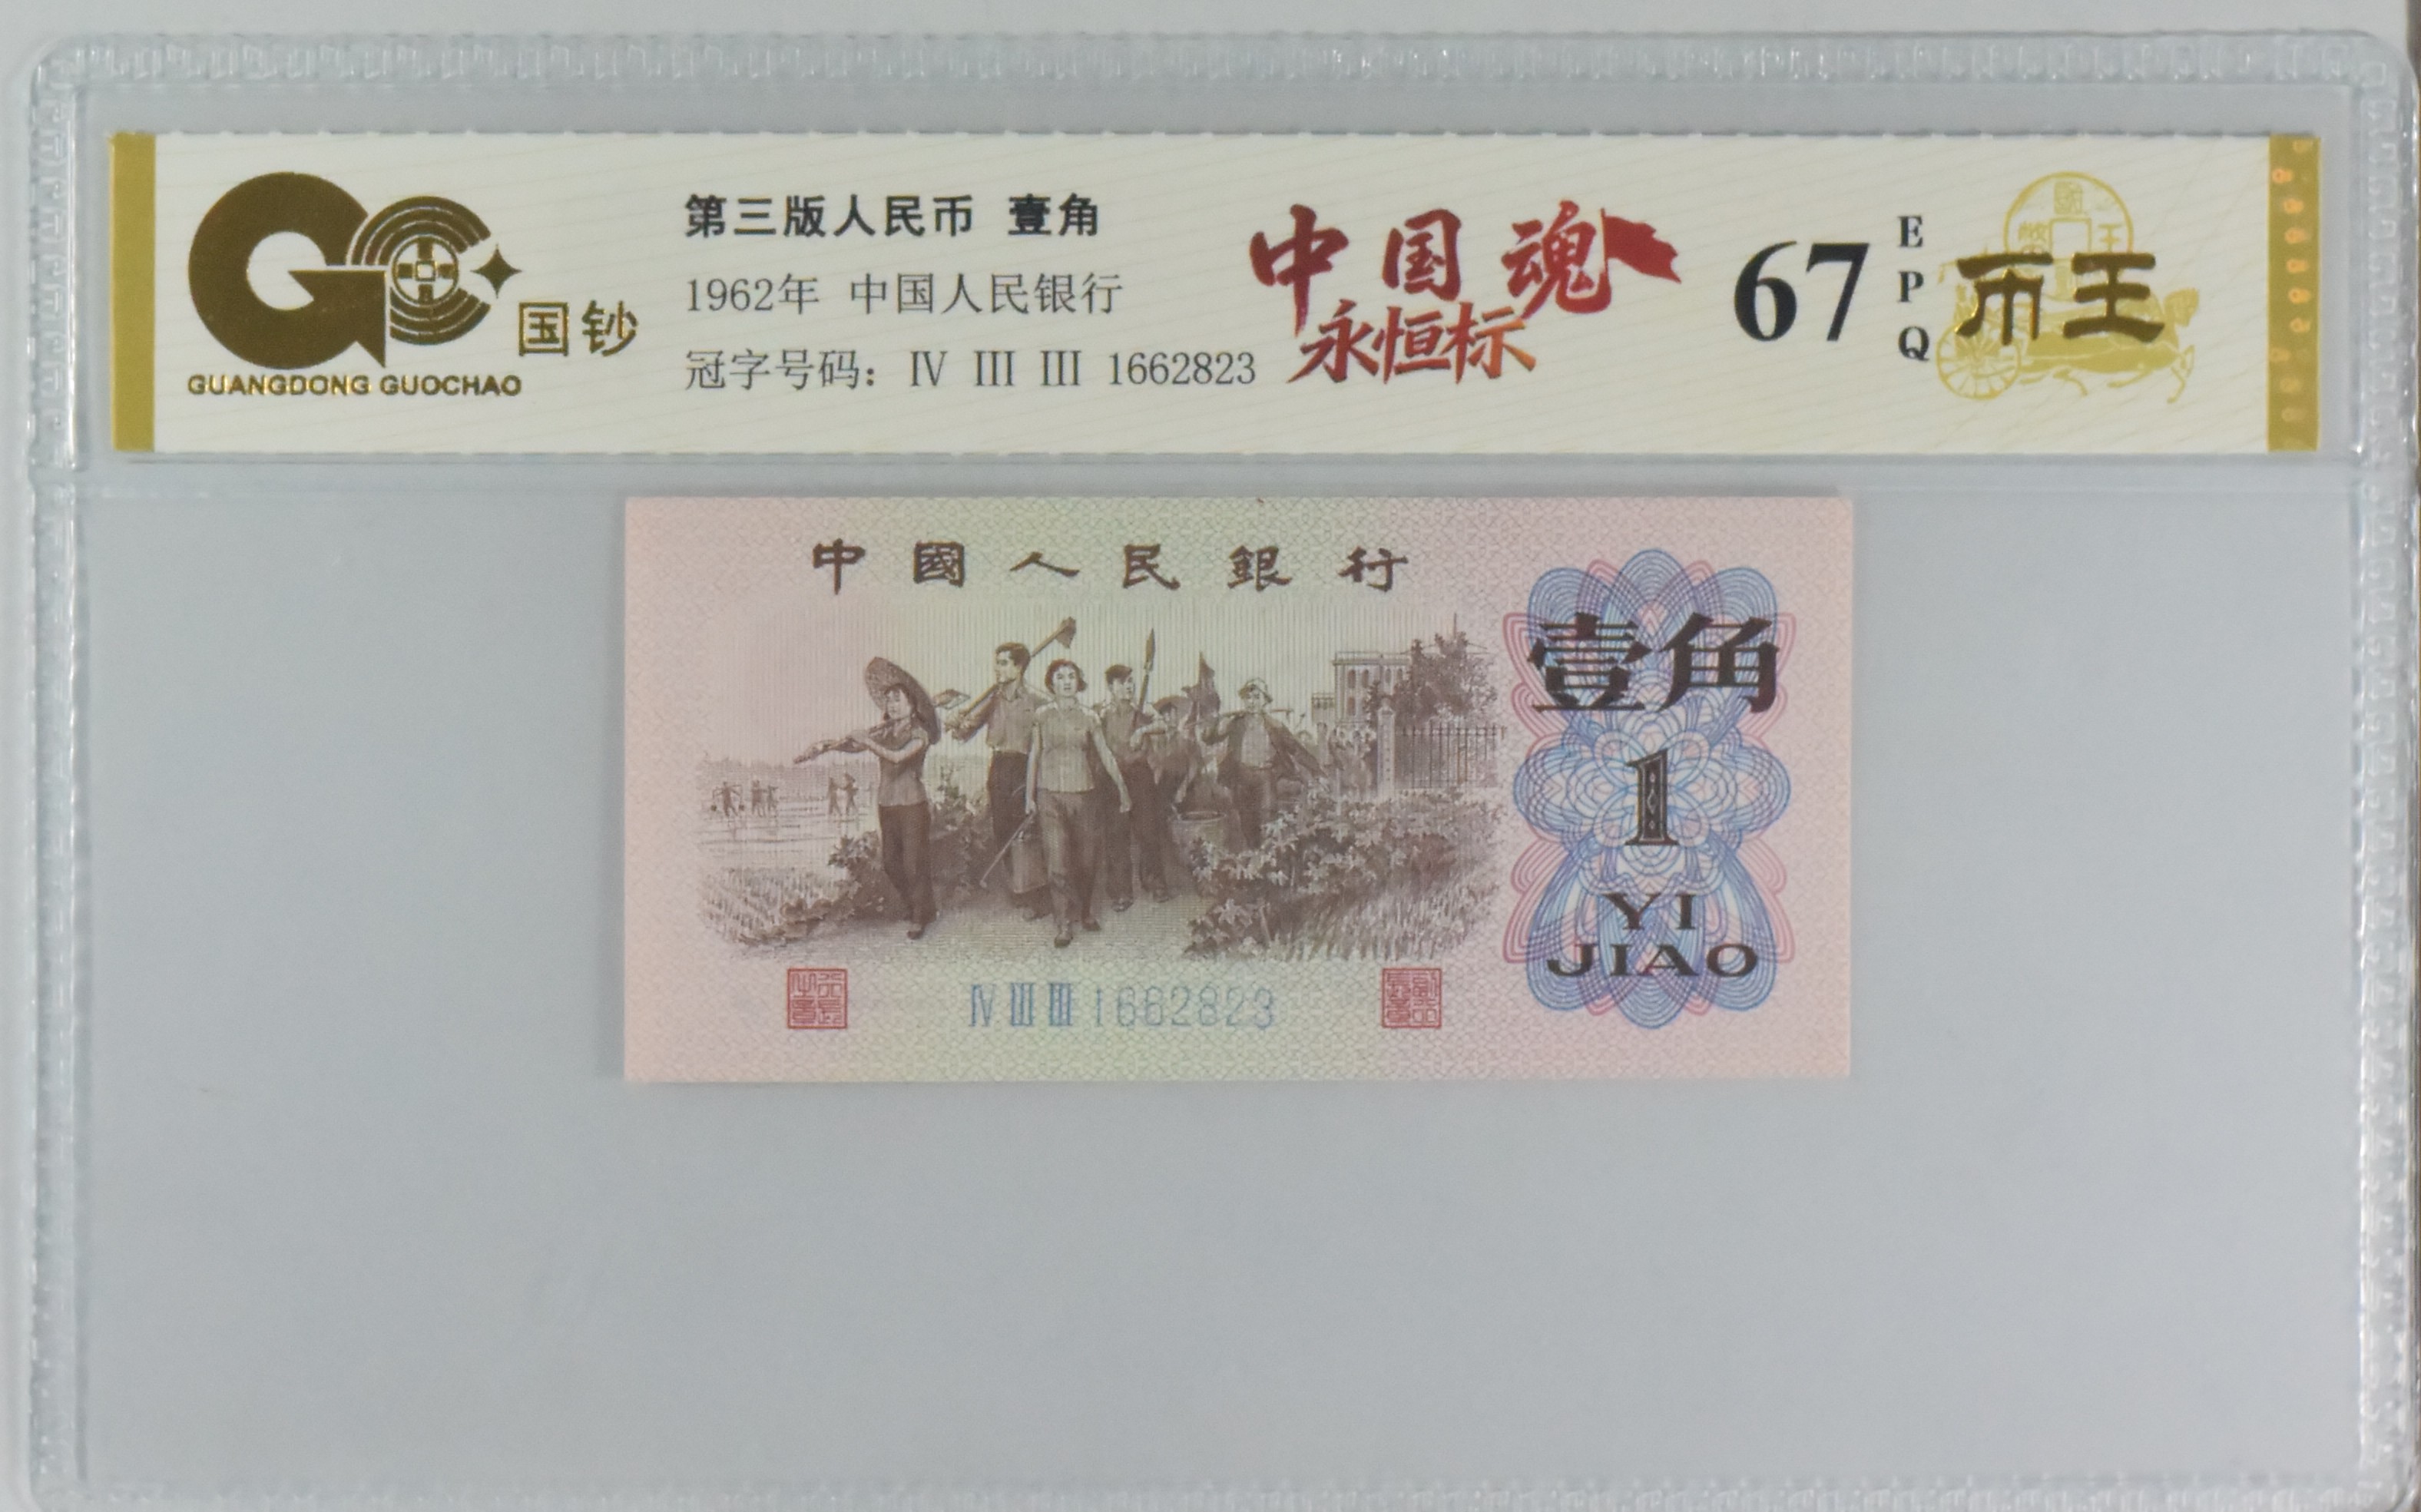 GC
国钞
GUANGDONG GUOCHAO
第三版人民币 壹角
1962年 中国人民银行
冠字号码: Ⅳ Ⅲ Ⅲ 1662823
中国魂
永恒标
67
EPQ
币王
中國人民銀行
壹角
1
YI
JIAO
Ⅳ Ⅲ Ⅲ 1662823